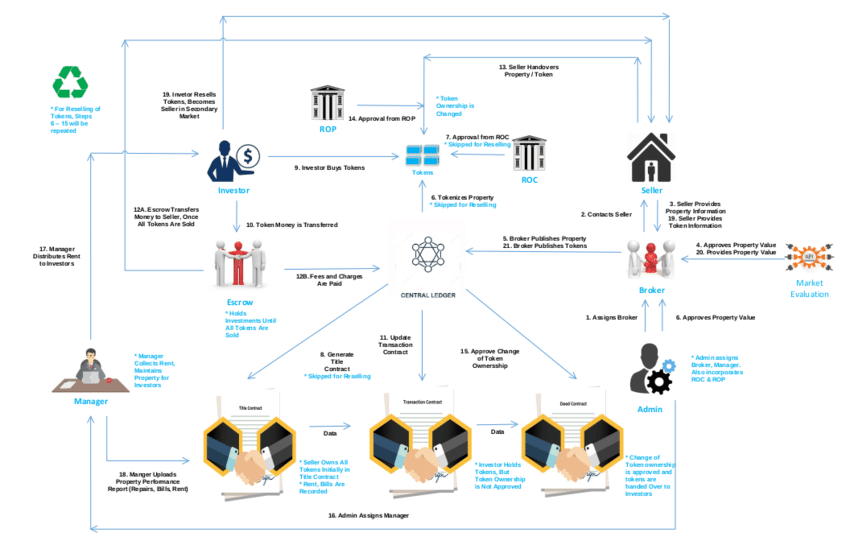 13. Seller Handovers
Property / Token
19. Invetor Resells
Tokens, Becomes
Seller in Secondary
Market
* For Reselling of
Tokens, Steps
6 – 15 will be
repeated
* Token
Ownership is
Changed
14. Approval from ROP
ROP
7. Approval from ROC
* Skipped for Reselling
ROC
9. Investor Buys Tokens
Tokens
Investor
Seller
6. Tokenizes Property
* Skipped for Reselling
12A. Escrow Transfers
Money to Seller, Once
All Tokens Are Sold
10. Token Money is Transferred
2. Contacts Seller
3. Seller Provides
Property Information
19. Seller Provides
Token Information
17. Manager
Distributes Rent
to Investors
5. Broker Publishes Property
21. Broker Publishes Tokens
4. Approves Property Value
20. Provides Property Value
API
Market
Evaluation
12B. Fees and Charges
Are Paid
Escrow
* Holds
Investments Until
All Tokens Are
Sold
CENTRAL LEDGER
Broker
1. Assigns Broker
6. Approves Property Value
11. Update
Transaction
Contract
8. Generate
Title
Contract
* Skipped for Reselling
15. Approve Change
of Token
Ownersship
* Manager
Collects Rent,
Maintains
Property for
Investors
Manager
* Admin assigns
Broker, Manager.
Also incorporates
ROC & ROP
Admin
Title Contract
Transaction Contract
Deed Contract
Data
Data
* Seller Owns All
Tokens Initially in
Title Contract
* Rent, Bills Are
Recorded
* Investor Holds
Tokens, But
Token Ownership
is Not Approved
* Change of
Token ownership
is approved and
tokens are
handed Over to
Investors
18. Manger Uploads
Property Performance
Report (Repairs, Bills, Rent)
16. Admin Assigns Manager